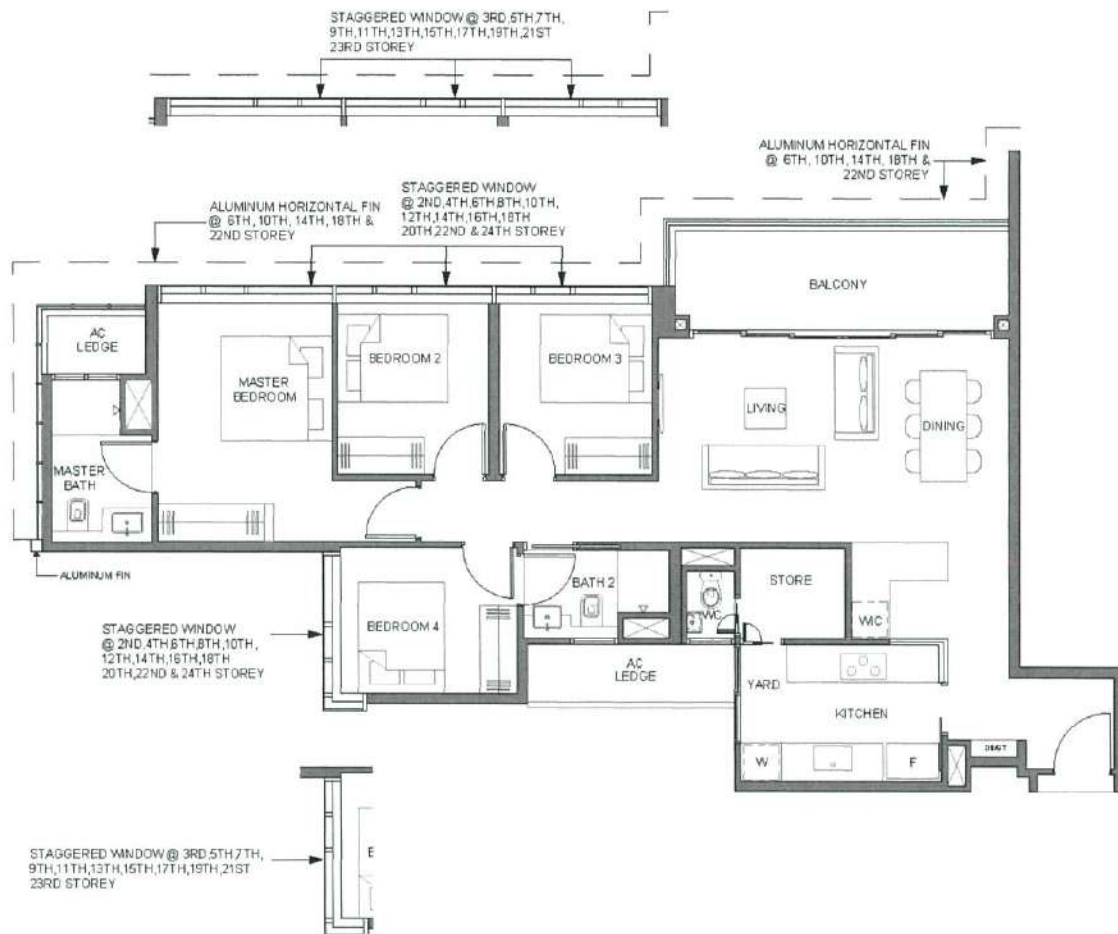 STAGGERED WINDOW @ 3RD,5TH,7TH,
9TH,11TH,13TH,15TH,17TH,19TH,21ST
23RD STOREY
ALUMINUM HORIZONTAL FIN
@ 6TH, 10TH, 14TH, 18TH &
22ND STOREY
STAGGERED WINDOW
@ 2ND,4TH,6TH,8TH,10TH,
12TH,14TH,16TH,18TH
20TH,22ND & 24TH STOREY
ALUMINUM HORIZONTAL FIN
@ 6TH, 10TH, 14TH, 18TH &
22ND STOREY
BALCONY
AC
LEDGE
MASTER
BEDROOM
BEDROOM 2
BEDROOM 3
LIVING
DINING
MASTER
BATH
ALUMINUM FIN
BATH 2
WC
STORE
W/C
STAGGERED WINDOW
@ 2ND,4TH,6TH,8TH,10TH,
12TH,14TH,16TH,18TH
20TH,22ND & 24TH STOREY
BEDROOM 4
AC
LEDGE
YARD
KITCHEN
W
F
STAGGERED WINDOW @ 3RD,5TH,7TH,
9TH,11TH,13TH,15TH,17TH,19TH,21ST
23RD STOREY